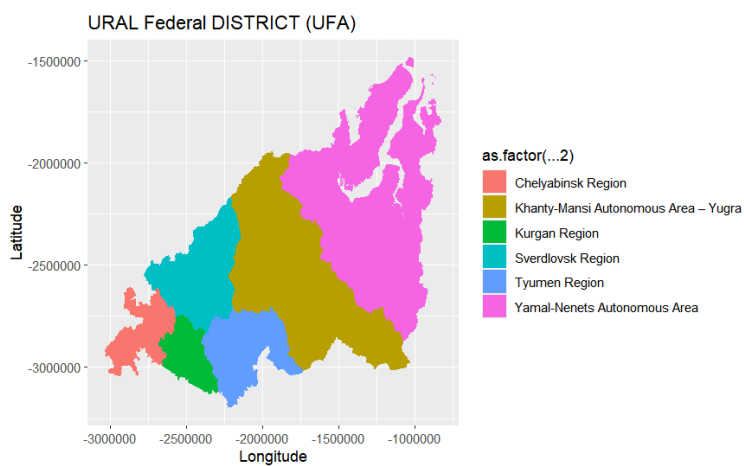 URAL Federal DISTRICT (UFA)
-1500000
-2000000
-2500000
-3000000
Latitude
-3000000 -2500000 -2000000 -1500000 -1000000
Longitude
as.factor(...2)
Chelyabinsk Region
Khanty-Mansi Autonomous Area – Yugra
Kurgan Region
Sverdlovsk Region
Tyumen Region
Yamal-Nenets Autonomous Area